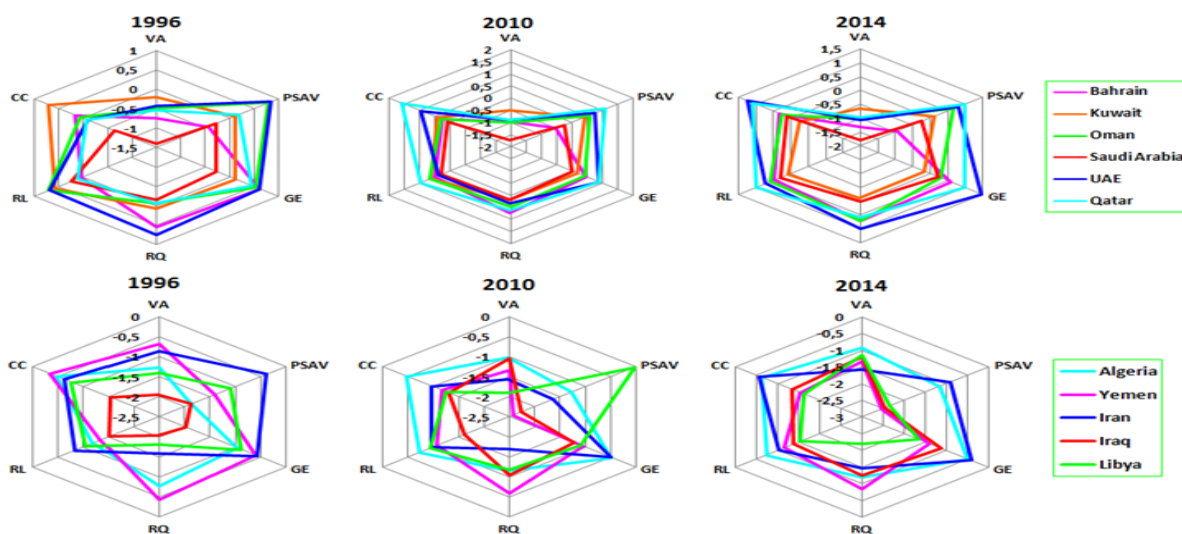 1996
VA
1
0,5
0
-0,5
-1
-1,5
CC
PSAV
RL
GE
RQ
2010
VA
2
1,5
1
0,5
0
-0,5
-1
-1,5
-2
CC
PSAV
RL
GE
RQ
2014
VA
1,5
1
0,5
0
-0,5
-1
-1,5
-2
CC
PSAV
RL
GE
RQ
Bahrain
Kuwait
Oman
Saudi Arabia
UAE
Qatar
1996
VA
0
-0,5
-1
-1,5
-2
-2,5
CC
PSAV
RL
GE
RQ
2010
VA
0
-0,5
-1
-1,5
-2
-2,5
CC
PSAV
RL
GE
RQ
2014
VA
0
-0,5
-1
-1,5
-2
-2,5
-3
CC
PSAV
RL
GE
RQ
Algeria
Yemen
Iran
Iraq
Libya